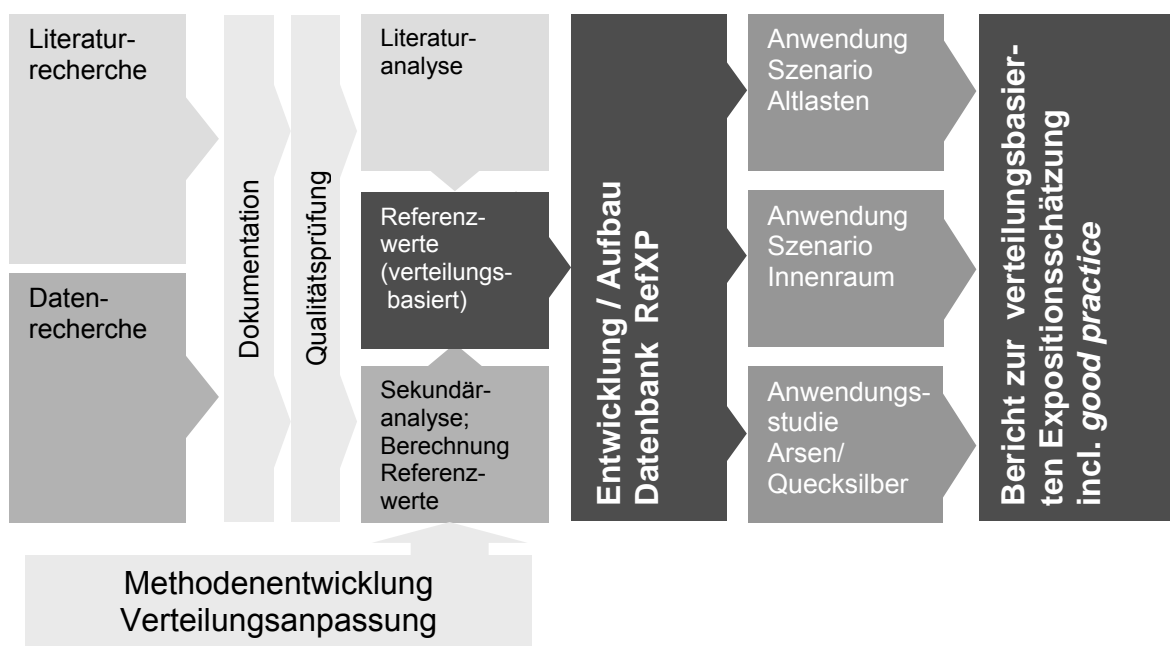 Literatur-
recherche
Daten-
recherche
Dokumentation
Qualitätsprüfung
Literatur-
analyse
Referenz-
werte
(verteilungs-
basiert)
Sekundär-
analyse;
Berechnung
Referenz-
werte
Methodenentwicklung
Verteilungsanpassung
Entwicklung / Aufbau
Datenbank RefXP
Anwendung
Szenario
Altlasten
Anwendung
Szenario
Innenraum
Anwendungs-
studie
Arsen/
Quecksilber
Bericht zur verteilungsbasier-
ten Expositionsschätzung
incl. good practice